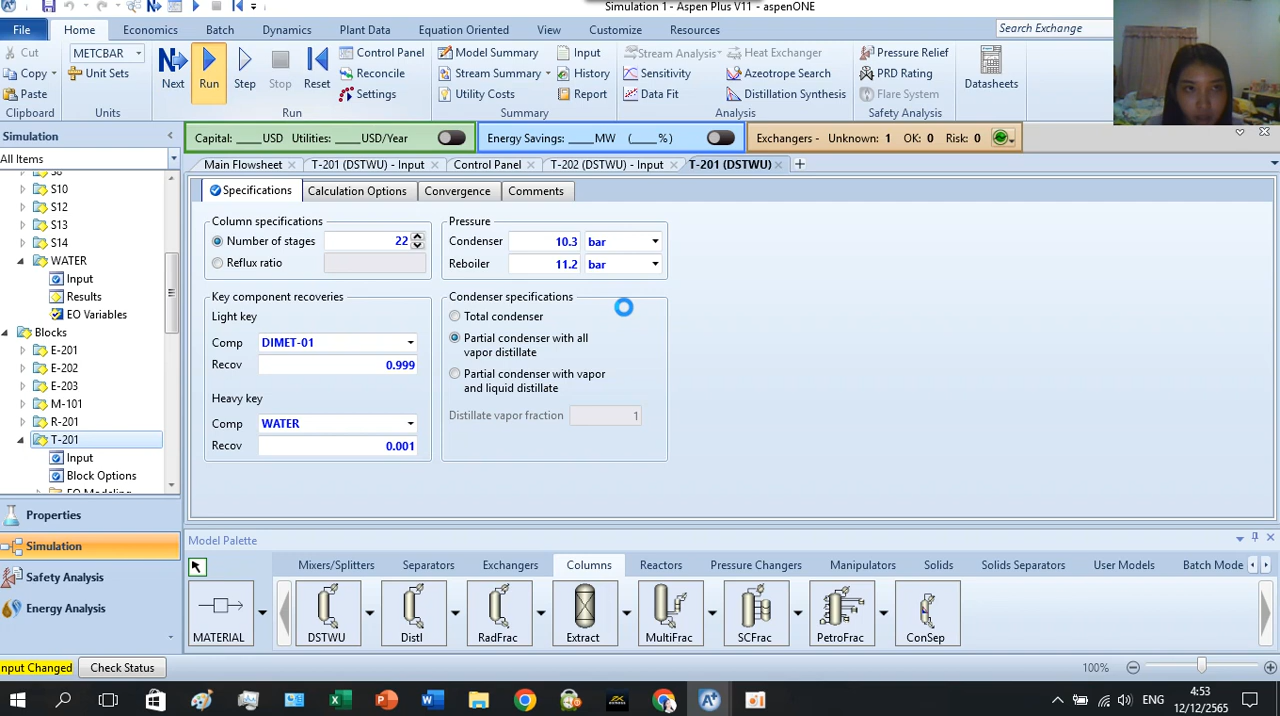 Simulation 1 - Aspen Plus V11 - aspenONE
File Home Economics Batch Dynamics Plantdata Equation Oriented View Customize Resources Search Exchange
Cut METCBAR Control Panel Model Summary Input Stream Analysis Heat Exchanger Pressure Relief
Copy Unit Sets Next Run Step Stop Reset Reconcile Stream Summary History Sensitivity Azeotrope Search PRD Rating Datasheets
Paste Settings Utility Costs Report Data Fit Distillation Synthesis Flare System
Clipboard Units Run Summary Analysis Safety Analysis
Simulation Capital: ____USD Utilities: ____USD/Year Energy Savings: ____MW (____%) Exchangers - Unknown: 1 OK: 0 Risk: 0
All Items Main Flowsheet T-201 (DSTWU) - Input Control Panel T-202 (DSTWU) - Input T-201 (DSTWU)
S10
S12
S13
S14
WATER
Input
Results
EO Variables
Blocks
E-201
E-202
E-203
M-101
R-201
T-201
Input
Block Options
EO Modeling
Properties
Simulation
Safety Analysis
Energy Analysis
Specifications Calculation Options Convergence Comments
Column specifications
Number of stages 22
Reflux ratio
Pressure
Condenser 10.3 bar
Reboiler 11.2 bar
Key component recoveries
Light key
Comp DIMET-01
Recov 0.999
Heavy key
Comp WATER
Recov 0.001
Condenser specifications
Total condenser
Partial condenser with all
vapor distillate
Partial condenser with vapor
and liquid distillate
Distillate vapor fraction 1
Model Palette
Mixers/Splitters Separators Exchangers Columns Reactors Pressure Changers Manipulators Solids Solids Separators User Models Batch Mode
MATERIAL DSTWU Distl RadFrac Extract MultiFrac SCFrac PetroFrac ConSep
nput Changed Check Status 100%
ENG 4:53
12/12/2565